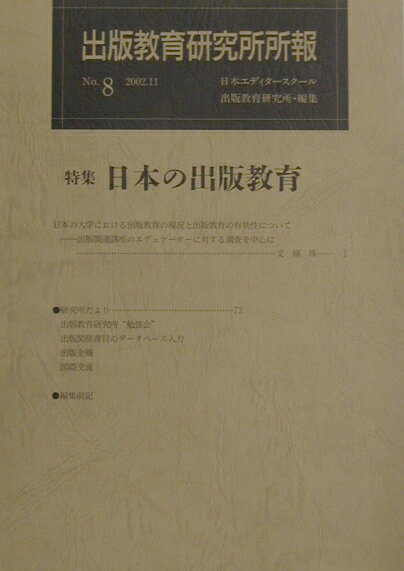 出版教育研究所所報
No. 8 2002.11 日本エディタースクール
出版教育研究所・編集
特集 日本の出版教育
日本の大学における出版教育の現況と出版教育の有効性について
――出版関連講座のエデュケーターに対する調査を中心に
……………………………………………………文 嬿 珠…… 1
●研究所だより……………………………………73
出版教育研究所“勉強会”
出版関係書目のデータベース入力
出版企画
国際交流
●編集前記